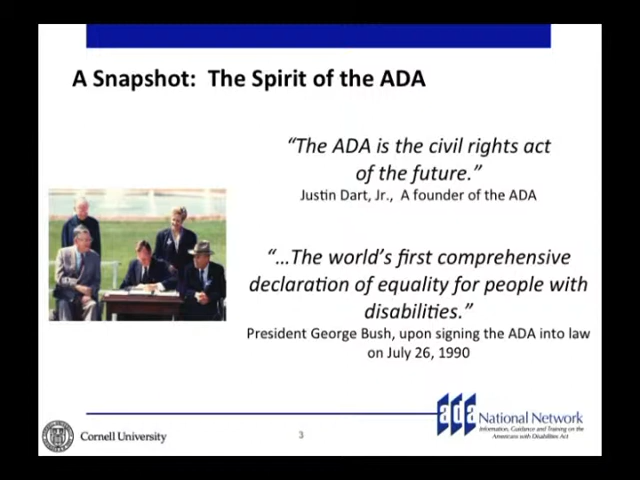 A Snapshot: The Spirit of the ADA
“The ADA is the civil rights act
of the future.”
Justin Dart, Jr., A founder of the ADA
“...The world’s first comprehensive
declaration of equality for people with
disabilities.”
President George Bush, upon signing the ADA into law
on July 26, 1990
Cornell University
3
ada
National Network
Information, Guidance and Training on the
Americans with Disabilities Act